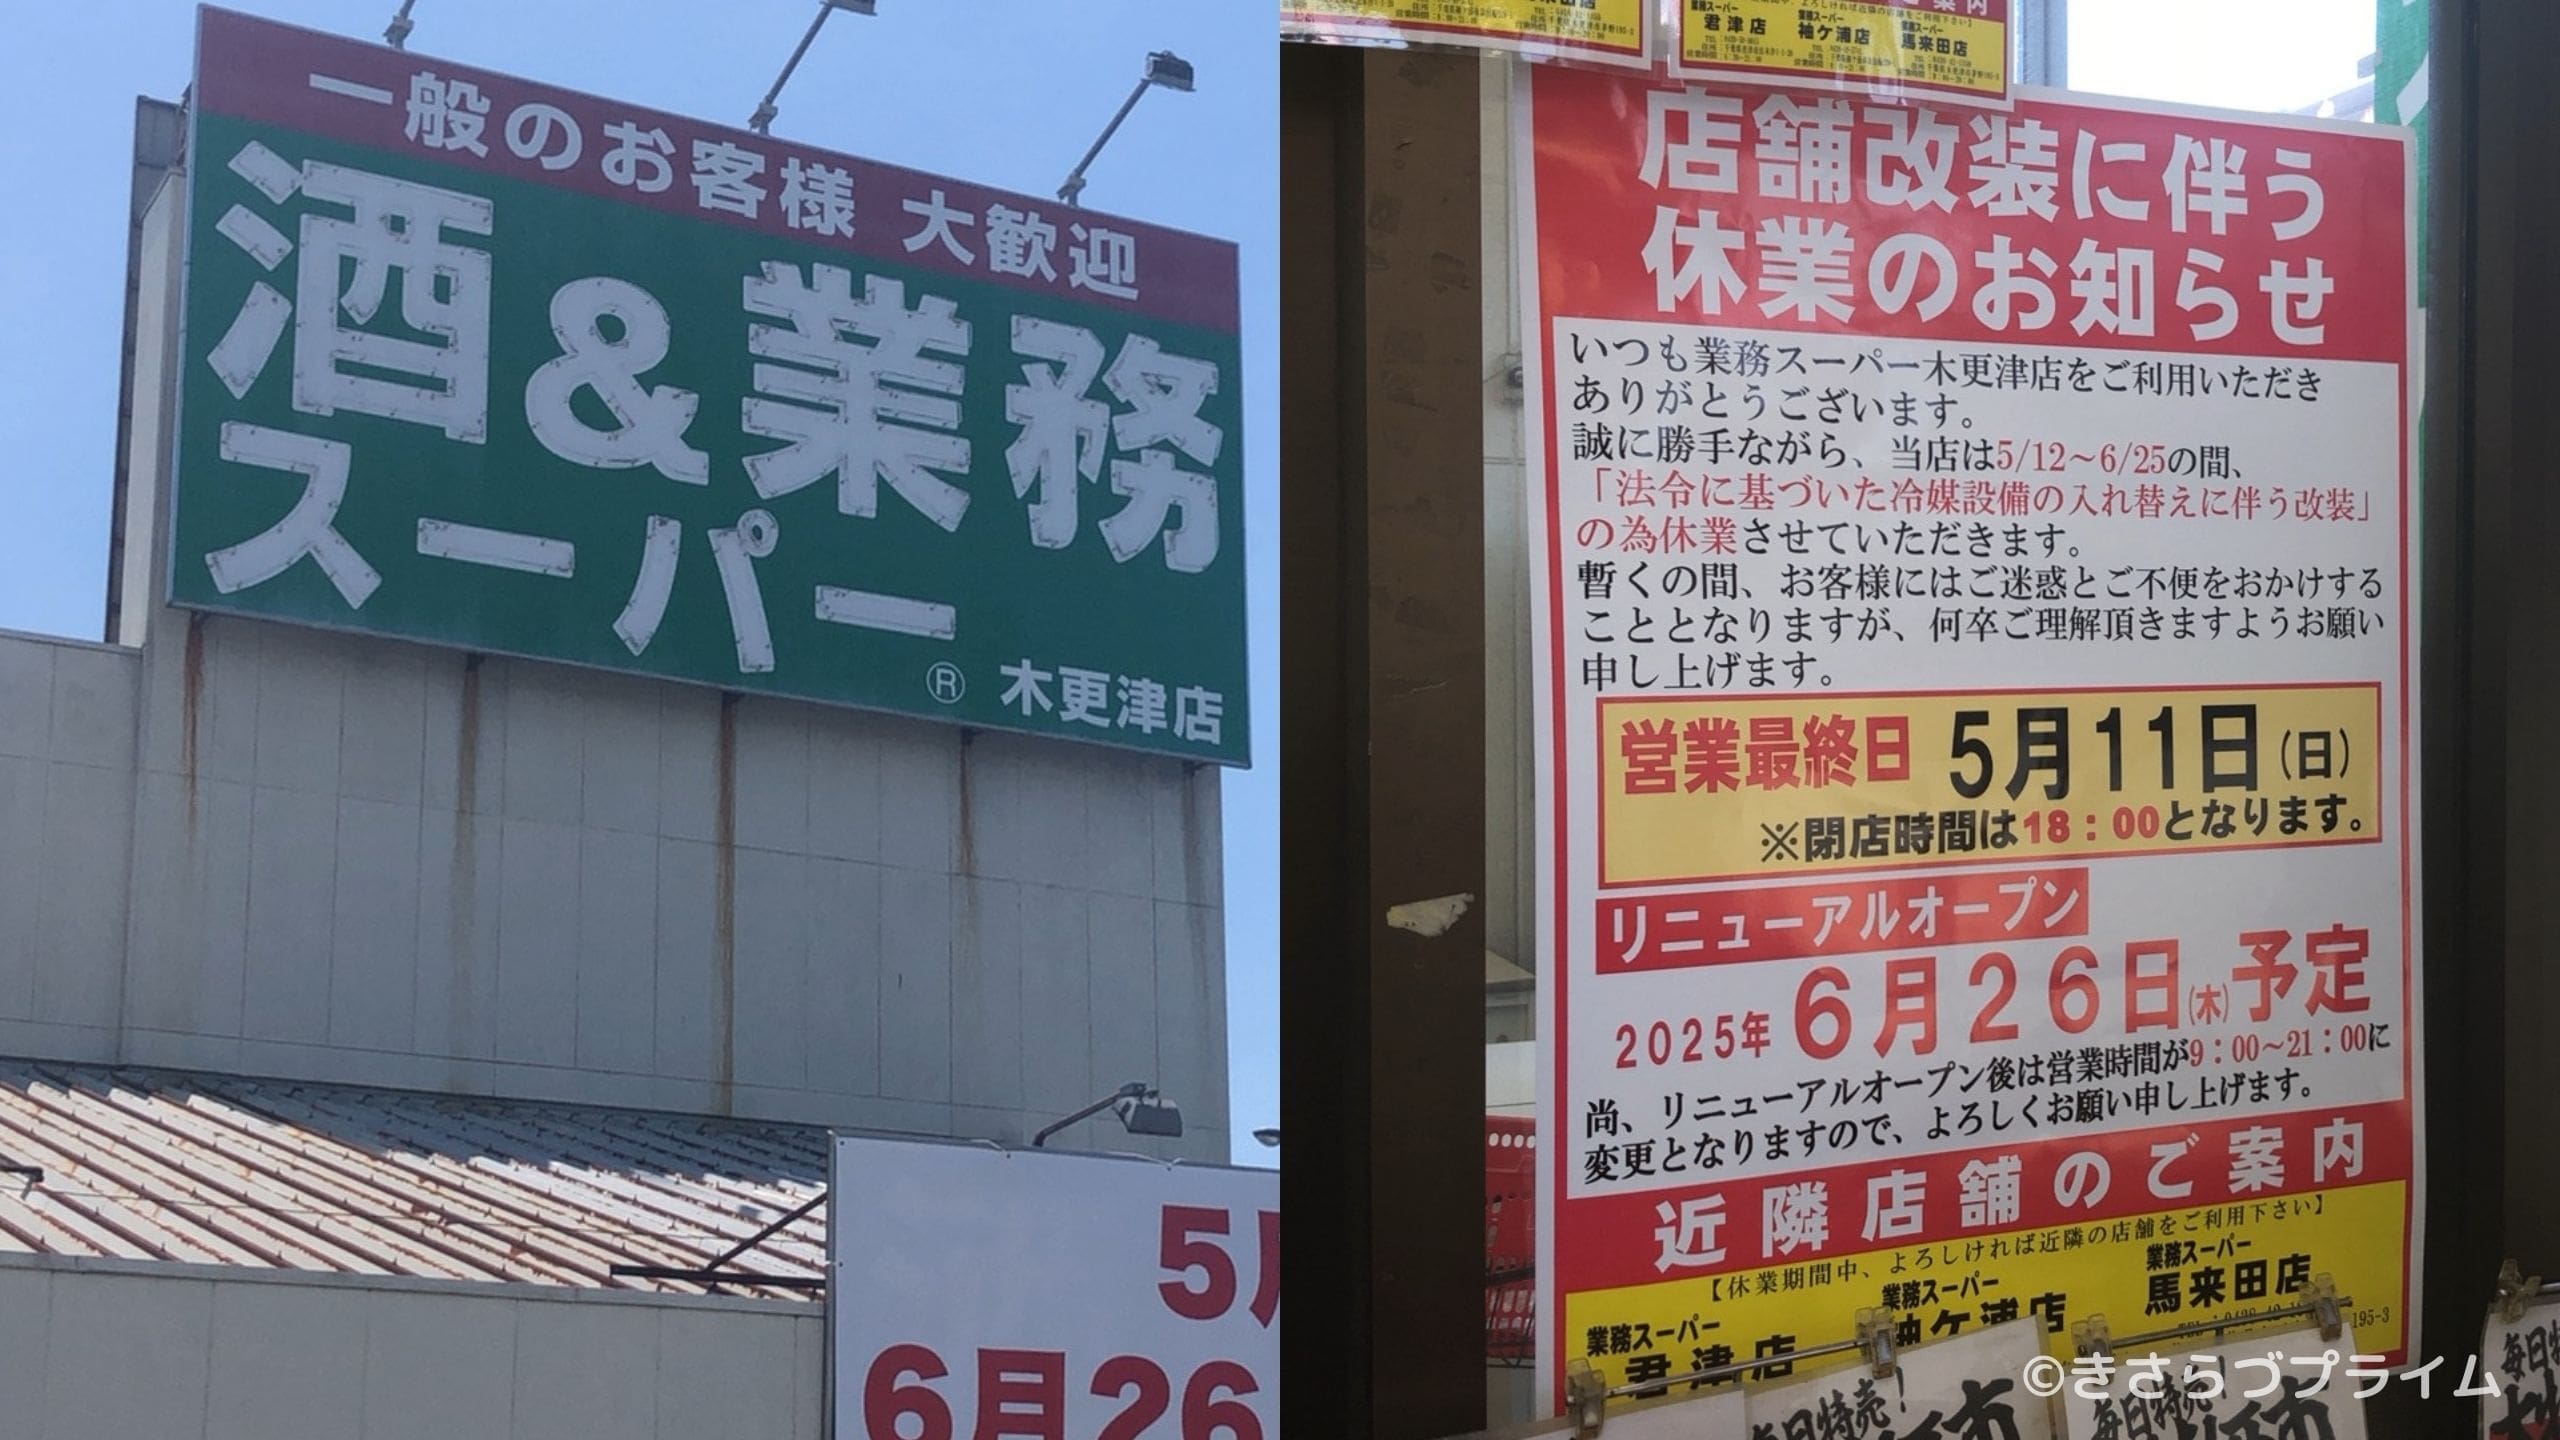 一般のお客様 大歓迎
酒&業務
スーパー
® 木更津店
5月
6月26
君津店
袖ケ浦店
業務スーパー
馬来田店
店舗改装に伴う
休業のお知らせ
いつも業務スーパー木更津店をご利用いただき
ありがとうございます。
誠に勝手ながら、当店は5/12～6/25の間、
「法令に基づいた冷媒設備の入れ替えに伴う改装」
の為休業させていただきます。
暫くの間、お客様にはご迷惑とご不便をおかけする
こととなりますが、何卒ご理解頂きますようお願い
申し上げます。
営業最終日 5月11日(日)
※閉店時間は18:00となります。
リニューアルオープン
2025年 6月26日(木)予定
尚、リニューアルオープン後は営業時間が9:00～21:00に
変更となりますので、よろしくお願い申し上げます。
近隣店舗のご案内
【休業期間中、よろしければ近隣の店舗をご利用下さい】
業務スーパー
君津店
業務スーパー
袖ケ浦店
業務スーパー
馬来田店
195-3
毎日特売!
毎日特売!
©きさらづプライム